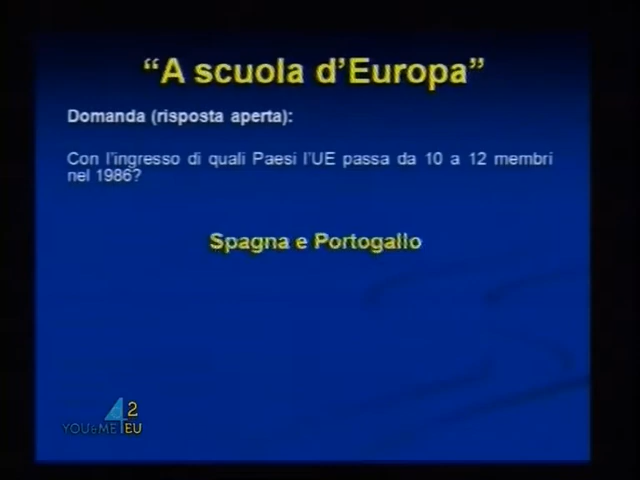 “A scuola d’Europa”
Domanda (risposta aperta):
Con l’ingresso di quali Paesi l’UE passa da 10 a 12 membri
nel 1986?
Spagna e Portogallo
42
YOU&ME EU